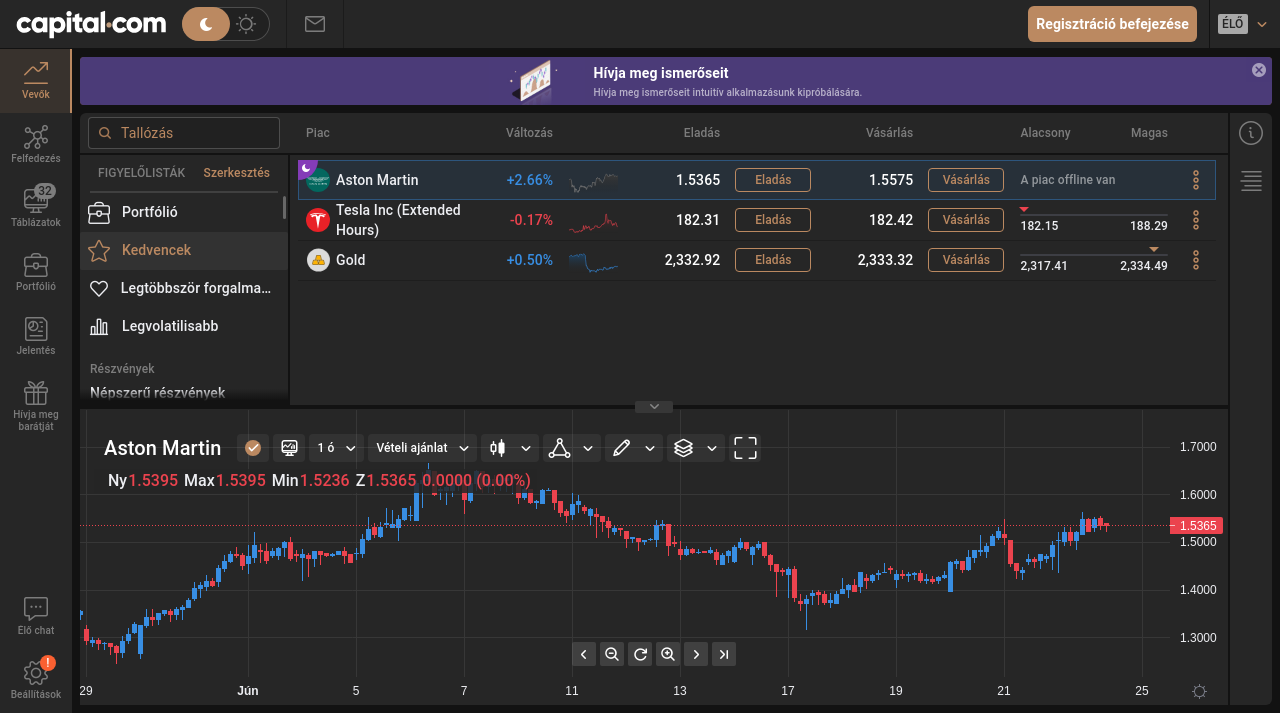 capital.com
Regisztráció befejezése
ÉLŐ
Vevők
Felfedezés
32
Táblázatok
Portfólió
Jelentés
Hívja meg
barátját
Élő chat
!
Beállítások
Hívja meg ismerőseit
Hívja meg ismerőseit intuitív alkalmazásunk kipróbálására.
Tallózás
FIGYELŐLISTÁK Szerkesztés
Portfólió
Kedvencek
Legtöbbször forgalma...
Legvolatilisabb
Részvények
Népszerű részvények
Piac Változás Eladás Vásárlás Alacsony Magas
Aston Martin +2.66% 1.5365 Eladás 1.5575 Vásárlás A piac offline van
Tesla Inc (Extended
Hours) -0.17% 182.31 Eladás 182.42 Vásárlás 182.15 188.29
Gold +0.50% 2,332.92 Eladás 2,333.32 Vásárlás 2,317.41 2,334.49
Aston Martin 1 ó Vételi ajánlat
Ny1.5395 Max1.5395 Min1.5236 Z1.5365 0.0000 (0.00%)
1.7000
1.6000
1.5365
1.5000
1.4000
1.3000
29 Jún 5 7 11 13 17 19 21 25